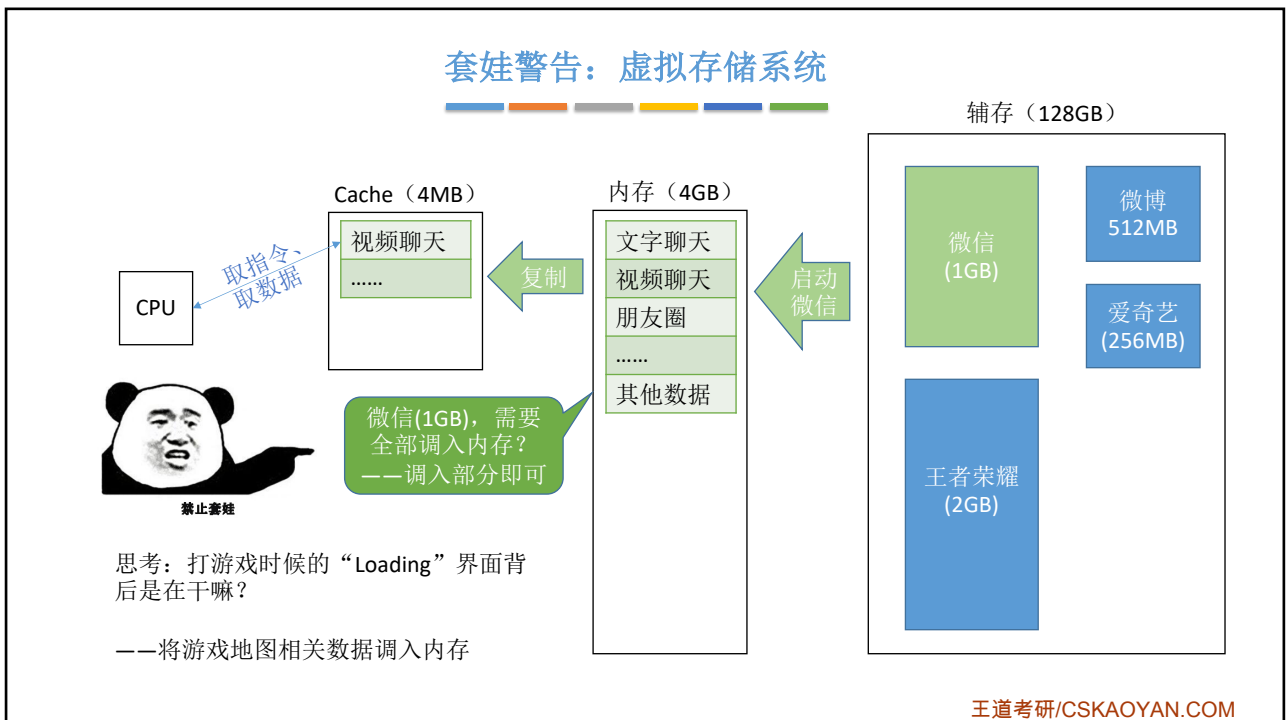 套娃警告：虚拟存储系统
辅存（128GB）
Cache（4MB）
内存（4GB）
视频聊天
......
取指令、
取数据
CPU
复制
文字聊天
视频聊天
朋友圈
......
其他数据
启动
微信
微信
(1GB)
微博
512MB
爱奇艺
(256MB)
王者荣耀
(2GB)
微信(1GB)，需要
全部调入内存？
——调入部分即可
禁止套娃
思考：打游戏时候的“Loading”界面背
后是在干嘛？
——将游戏地图相关数据调入内存
王道考研/CSKAOYAN.COM